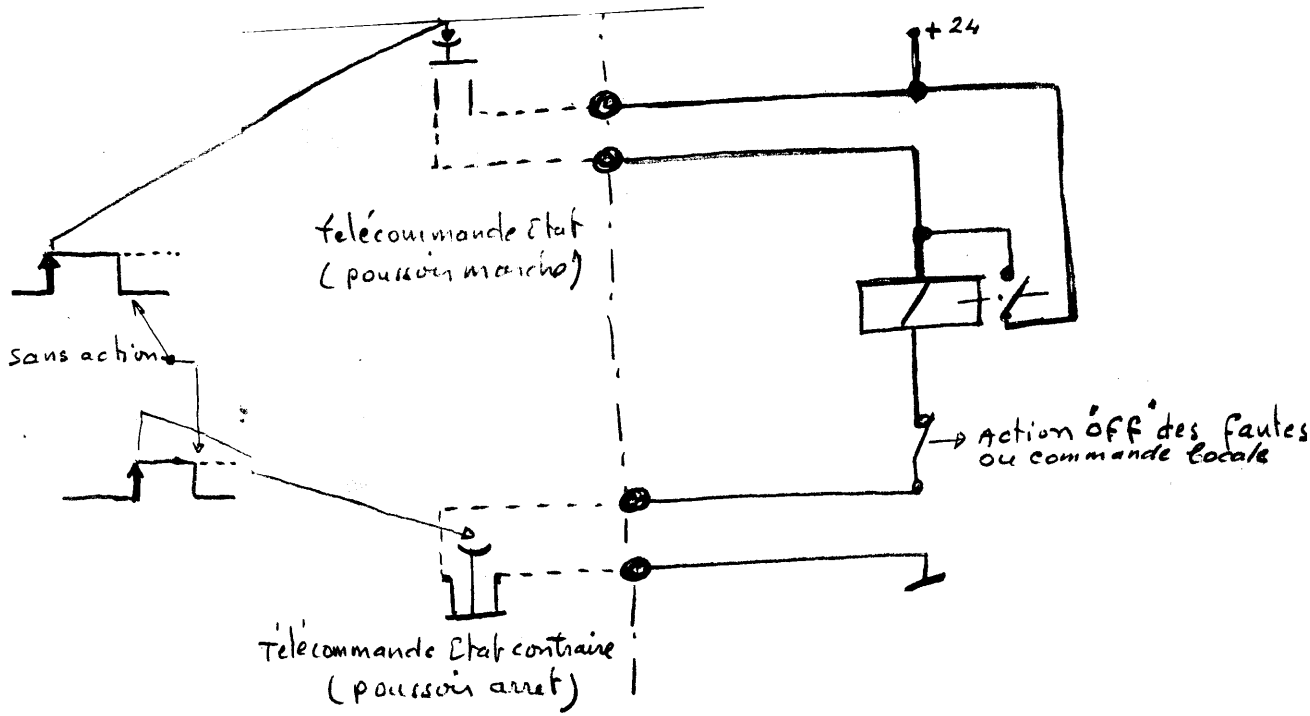 + 24
télécommande Etat
( poussoir marche)
sans action
Action "off" des fautes
ou commande locale
Télécommande Etat contraire
( poussoir arret)